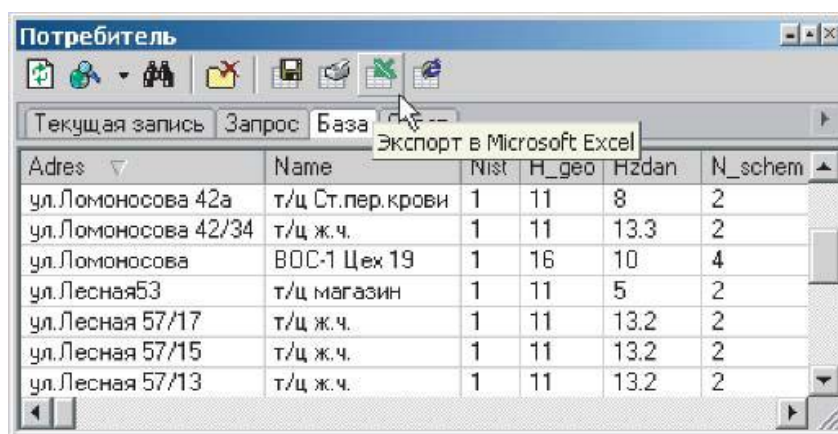 Потребитель
Текущая запись Запрос База
Экспорт в Microsoft Excel
Adres Name Nist H_geo Hzdan N_schem
ул.Ломоносова 42а т/ц Ст.пер.крови 1 11 8 2
ул.Ломоносова 42/34 т/ц ж.ч. 1 11 13.3 2
ул.Ломоносова ВОС-1 Цех 19 1 16 10 4
ул.Лесная53 т/ц магазин 1 11 5 2
ул.Лесная 57/17 т/ц ж.ч. 1 11 13.2 2
ул.Лесная 57/15 т/ц ж.ч. 1 11 13.2 2
ул.Лесная 57/13 т/ц ж.ч. 1 11 13.2 2